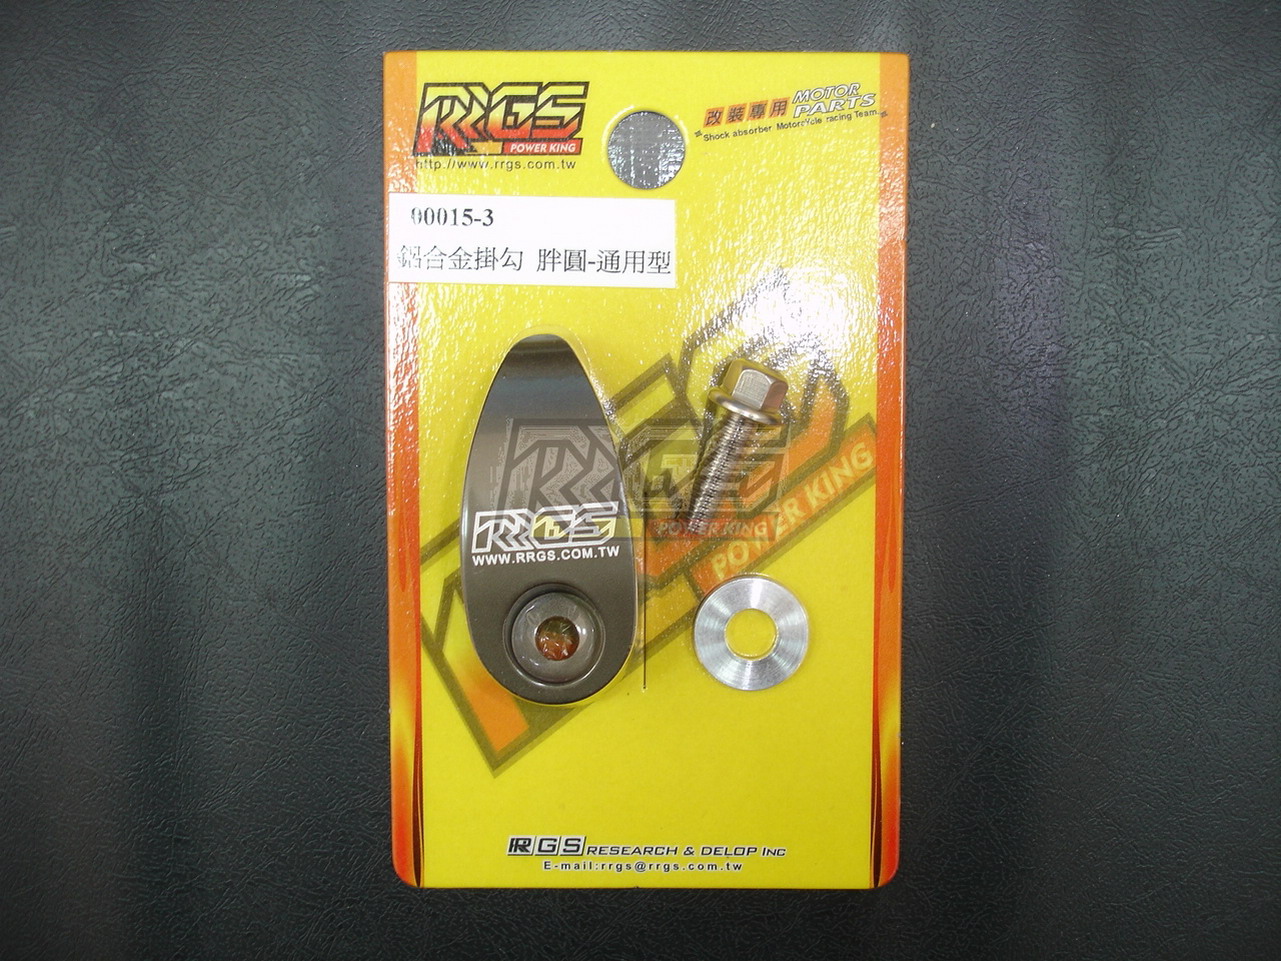 RRGS
POWER KING
http://www.rrgs.com.tw
改裝專用 MOTOR PARTS
Shock absorber Motorcycle racing Team
00015-3
鋁合金掛勾 胖圓-通用型
RRGS
POWER KING
POWER KING
RRGS
WWW.RRGS.COM.TW
RRGS RESEARCH & DELOP INC
E-mail:rrgs@rrgs.com.tw